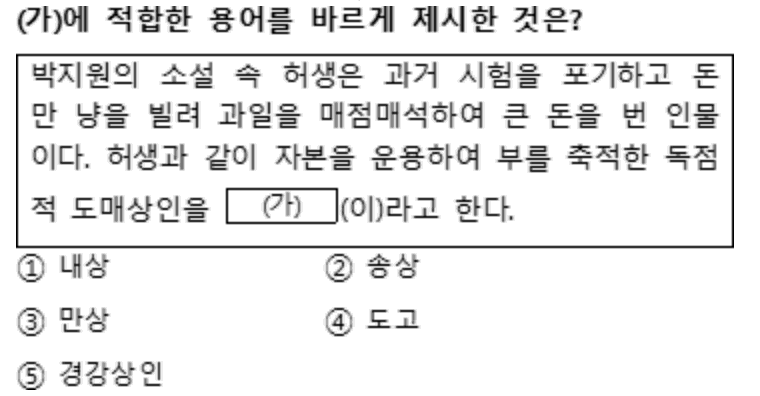 (가)에 적합한 용어를 바르게 제시한 것은?
박지원의 소설 속 허생은 과거 시험을 포기하고 돈
만 냥을 빌려 과일을 매점매석하여 큰 돈을 번 인물
이다. 허생과 같이 자본을 운용하여 부를 축적한 독점
적 도매상인을 (가) (이)라고 한다.
① 내상 ② 송상
③ 만상 ④ 도고
⑤ 경강상인